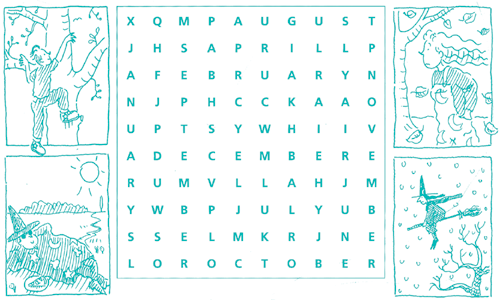 X Q M P A U G U S T
J H S A P R I L L P
A F E B R U A R Y N
N J P H C C K A A O
U P T S Y W H I I V
A D E C E M B E R E
R U M V L L A H J M
Y W B P J U L Y U B
S S E L M K R J N E
L O R O C T O B E R